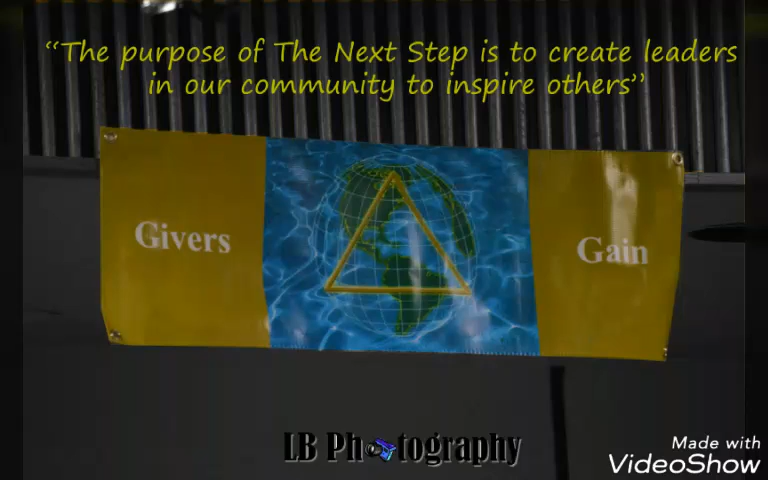 “The purpose of The Next Step is to create leaders
in our community to inspire others”
Givers
Gain
LB Photography
Made with
VideoShow